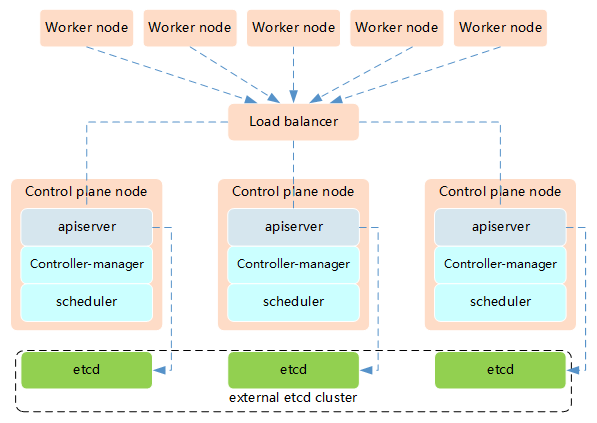 Worker node
Worker node
Worker node
Worker node
Worker node
Load balancer
Control plane node
apiserver
Controller-manager
scheduler
Control plane node
apiserver
Controller-manager
scheduler
Control plane node
apiserver
Controller-manager
scheduler
etcd
etcd
etcd
external etcd cluster